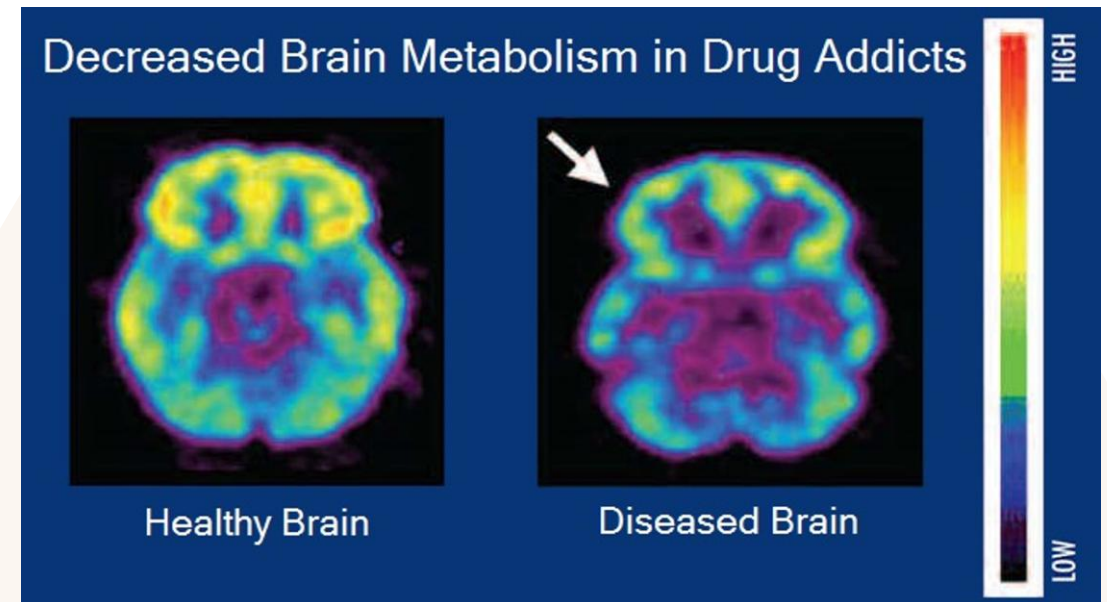 Decreased Brain Metabolism in Drug Addicts
HIGH
Healthy Brain
Diseased Brain
LOW